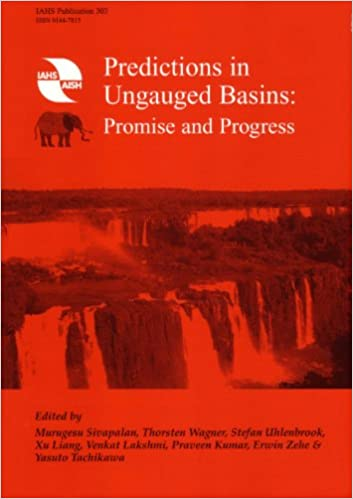 IAHS Publication 303
ISSN 0144-7815
IAHS
AISH
Predictions in
Ungauged Basins:
Promise and Progress
Edited by
Murugesu Sivapalan, Thorsten Wagner, Stefan Uhlenbrook,
Xu Liang, Venkat Lakshmi, Praveen Kumar, Erwin Zehe &
Yasuto Tachikawa